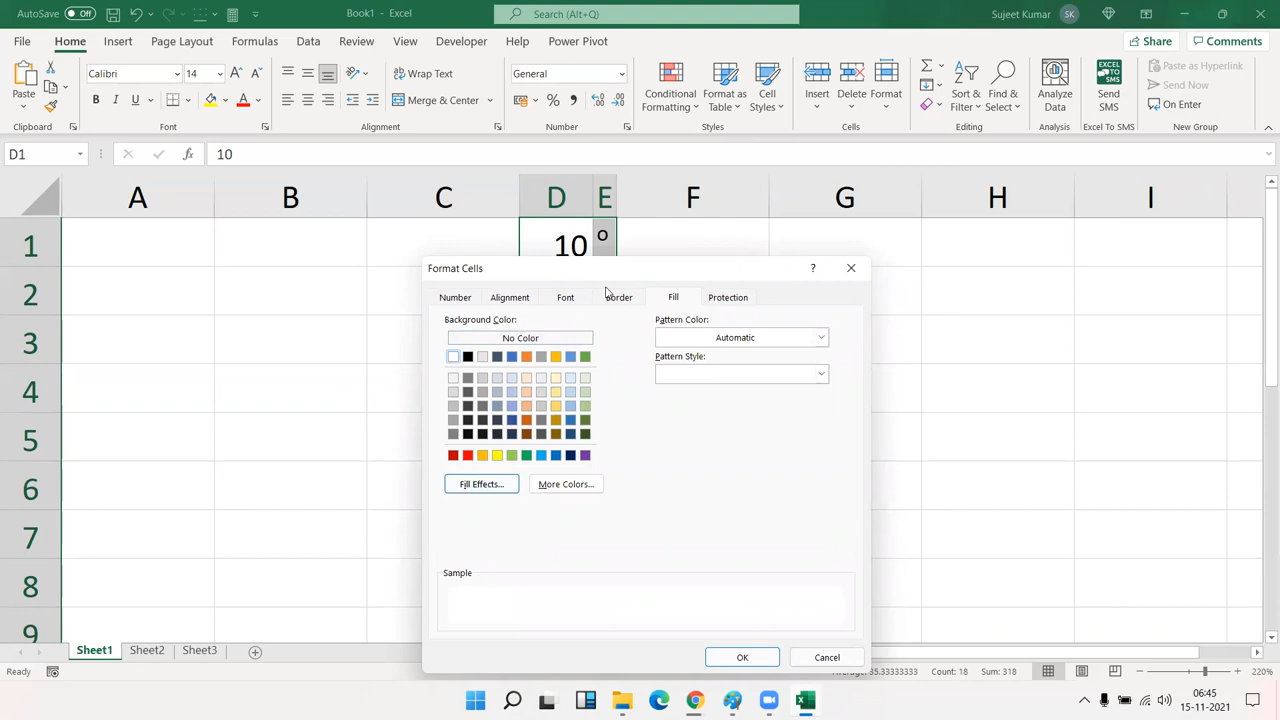 AutoSave Off Book1 - Excel Search (Alt+Q) Sujeet Kumar SK
File Home Insert Page Layout Formulas Data Review View Developer Help Power Pivot Share Comments
Paste Calibri 14 Wrap Text General Conditional Formatting Format as Table Cell Styles Insert Delete Format Sort & Filter Find & Select Analyze Data Send SMS Paste as Hyperlink
B I U Merge & Center Send Now
On Enter
Clipboard Font Alignment Number Styles Cells Editing Analysis Excel To SMS New Group
D1 fx 10
A B C D E F G H I
1 10 o
2
3
4
5
6
7
8
9
Format Cells ?
Number Alignment Font Border Fill Protection
Background Color: Pattern Color:
No Color Automatic
Pattern Style:
Fill Effects... More Colors...
Sample
OK Cancel
Sheet1 Sheet2 Sheet3
Ready Count: 18 Sum: 318 220%
06:45
15-11-2021